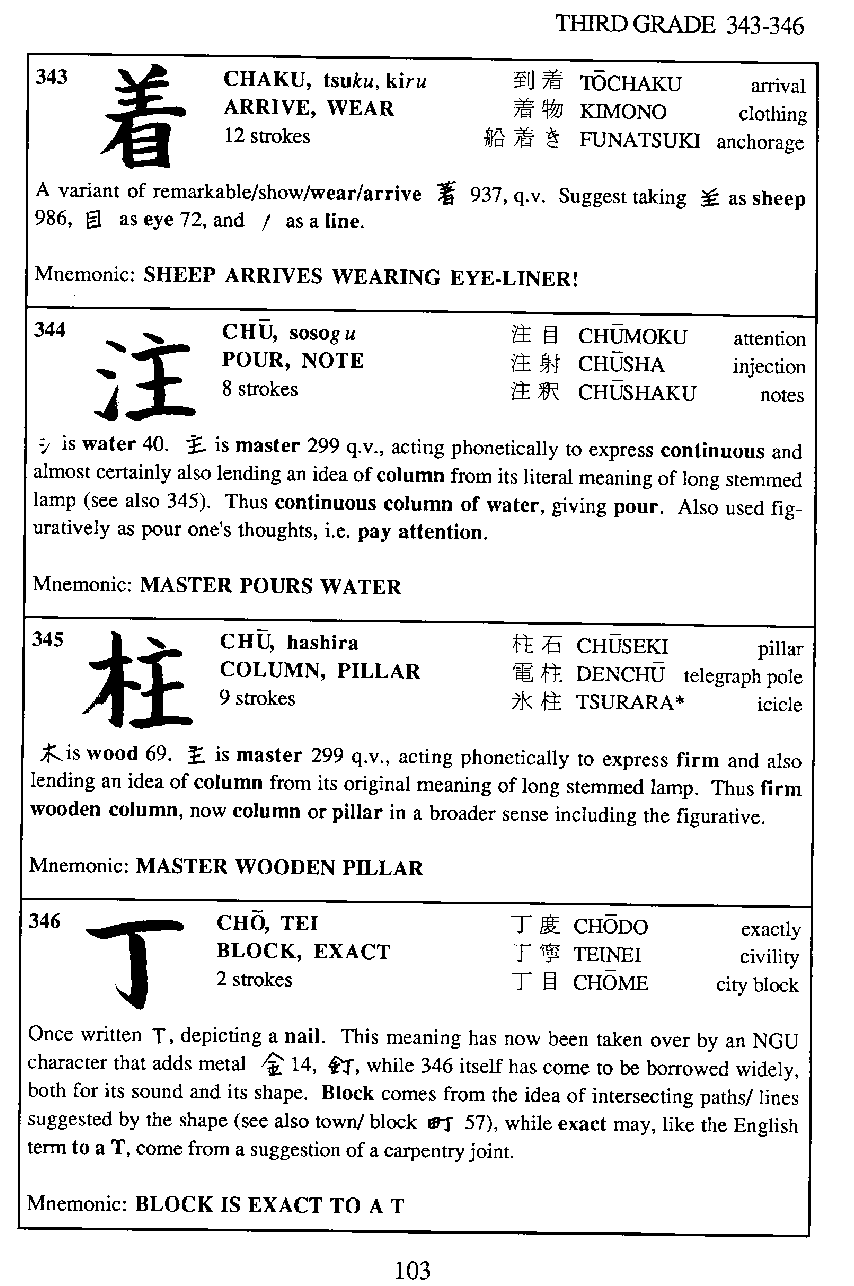 THIRD GRADE 343-346
343
着
CHAKU, tsuku, kiru
ARRIVE, WEAR
12 strokes
到着 TŌCHAKU arrival
着物 KIMONO clothing
船着き FUNATSUKI anchorage
A variant of remarkable/show/wear/arrive 著 937, q.v. Suggest taking 𦍌 as sheep
986, 目 as eye 72, and ノ as a line.
Mnemonic: SHEEP ARRIVES WEARING EYE-LINER!
344
注
CHŪ, sosogu
POUR, NOTE
8 strokes
注目 CHŪMOKU attention
注射 CHŪSHA injection
注釈 CHŪSHAKU notes
氵 is water 40. 主 is master 299 q.v., acting phonetically to express continuous and
almost certainly also lending an idea of column from its literal meaning of long stemmed
lamp (see also 345). Thus continuous column of water, giving pour. Also used fig-
uratively as pour one's thoughts, i.e. pay attention.
Mnemonic: MASTER POURS WATER
345
柱
CHŪ, hashira
COLUMN, PILLAR
9 strokes
柱石 CHŪSEKI pillar
電柱 DENCHŪ telegraph pole
氷柱 TSURARA* icicle
木 is wood 69. 主 is master 299 q.v., acting phonetically to express firm and also
lending an idea of column from its original meaning of long stemmed lamp. Thus firm
wooden column, now column or pillar in a broader sense including the figurative.
Mnemonic: MASTER WOODEN PILLAR
346
丁
CHŌ, TEI
BLOCK, EXACT
2 strokes
丁度 CHŌDO exactly
丁寧 TEINEI civility
丁目 CHŌME city block
Once written T, depicting a nail. This meaning has now been taken over by an NGU
character that adds metal 金 14, 釘, while 346 itself has come to be borrowed widely,
both for its sound and its shape. Block comes from the idea of intersecting paths/ lines
suggested by the shape (see also town/ block 町 57), while exact may, like the English
term to a T, come from a suggestion of a carpentry joint.
Mnemonic: BLOCK IS EXACT TO A T
103